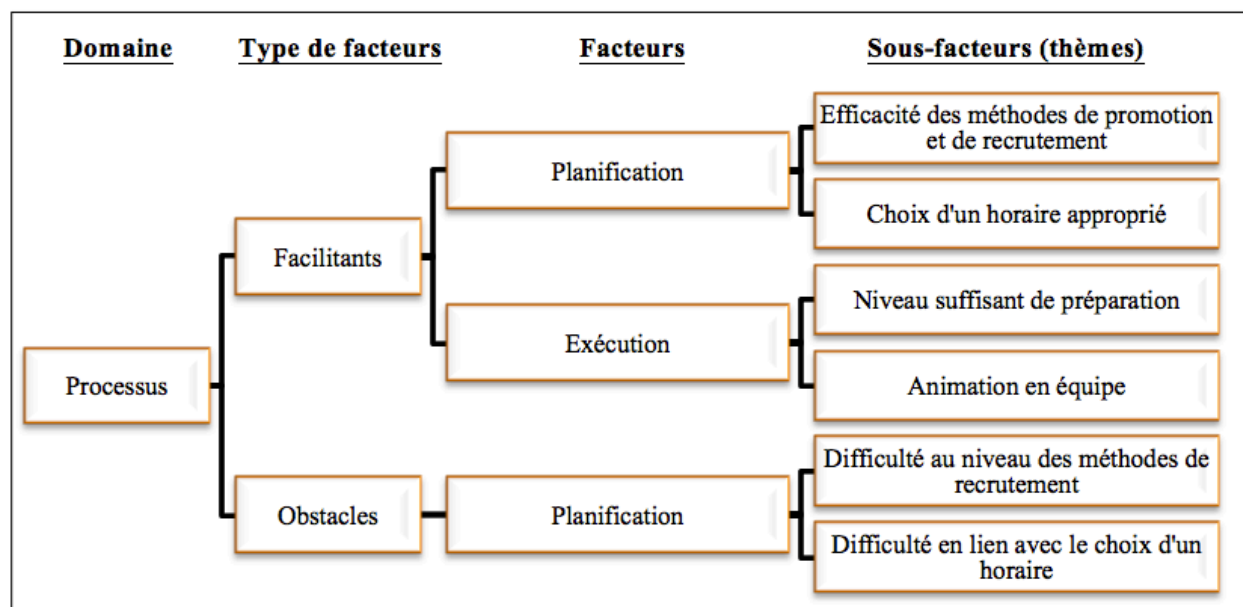 Domaine Type de facteurs Facteurs Sous-facteurs (thèmes)
Efficacité des méthodes de promotion
et de recrutement
Planification
Choix d'un horaire approprié
Facilitants
Niveau suffisant de préparation
Exécution
Animation en équipe
Processus
Difficulté au niveau des méthodes de
recrutement
Obstacles
Planification
Difficulté en lien avec le choix d'un
horaire